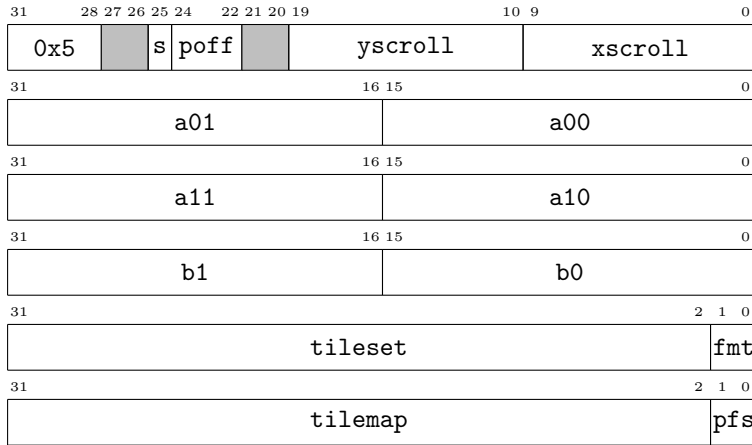 31 28 27 26 25 24 22 21 20 19 10 9 0
0x5 s poff yscroll xscroll
31 16 15 0
a01 a00
31 16 15 0
a11 a10
31 16 15 0
b1 b0
31 2 1 0
tileset fmt
31 2 1 0
tilemap pfs